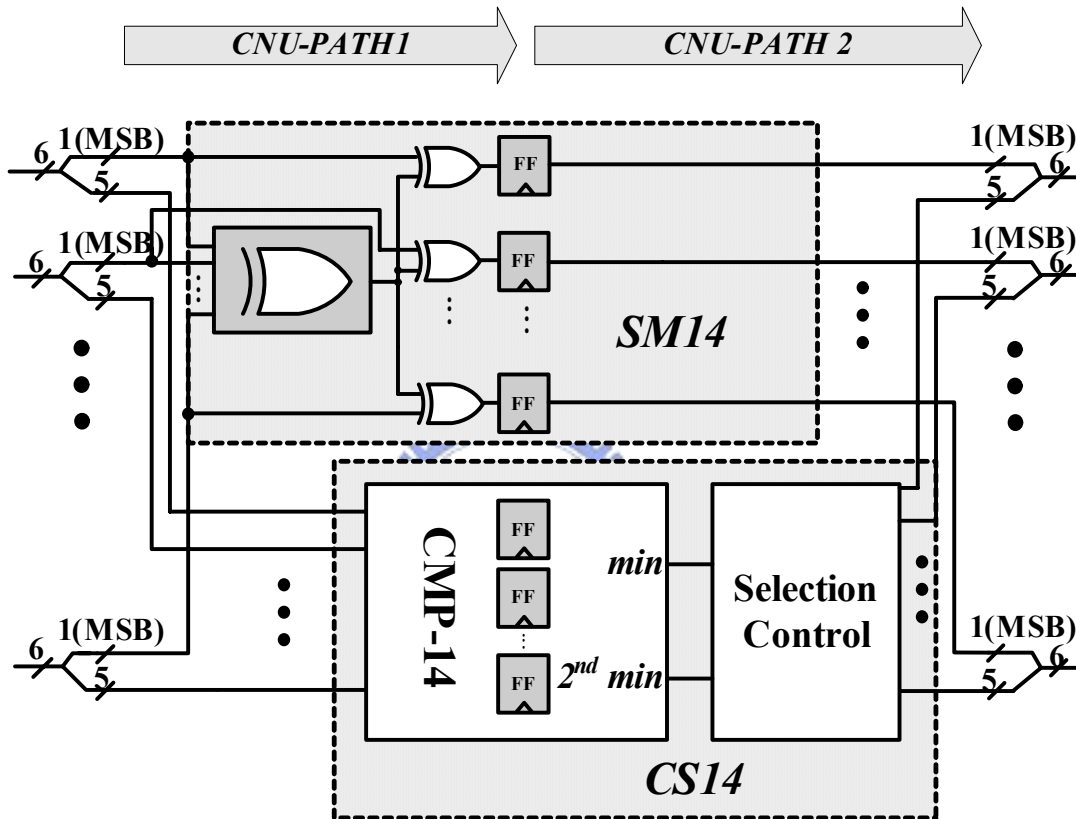 CNU-PATH1
CNU-PATH 2
1(MSB)
6
5
1(MSB)
6
5
1(MSB)
6
5
FF
FF
FF
SM14
1(MSB)
6
5
1(MSB)
6
5
1(MSB)
6
5
CMP-14
FF
FF
FF
min
2nd min
Selection
Control
CS14